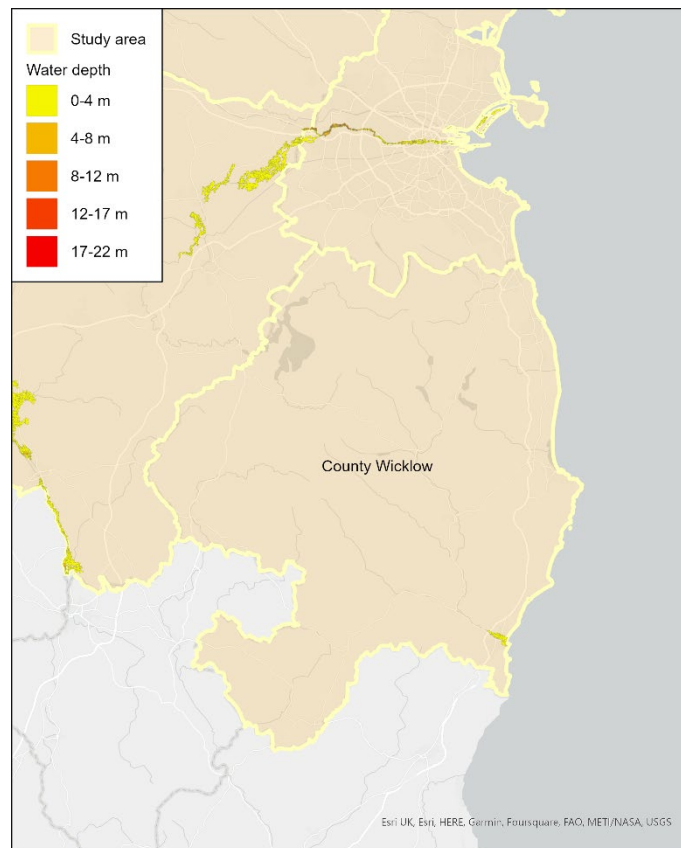 Study area
Water depth
0-4 m
4-8 m
8-12 m
12-17 m
17-22 m
County Wicklow
Esri UK, Esri, HERE, Garmin, Foursquare, FAO, METI/NASA, USGS